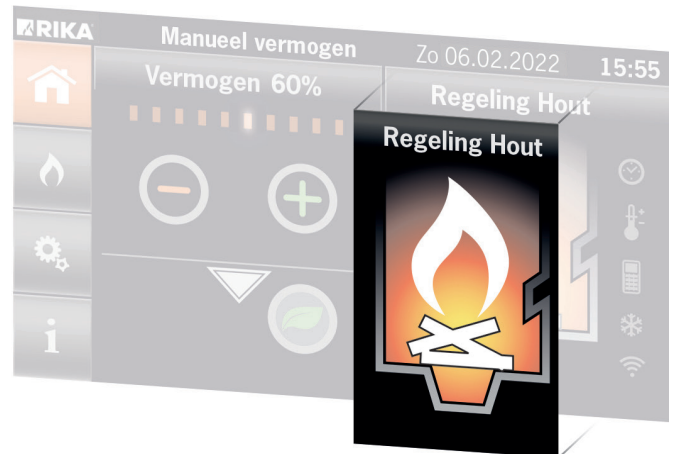 RIKA
Manueel vermogen
Zo 06.02.2022
15:55
Vermogen 60%
Regeling Hout
Regeling Hout
i